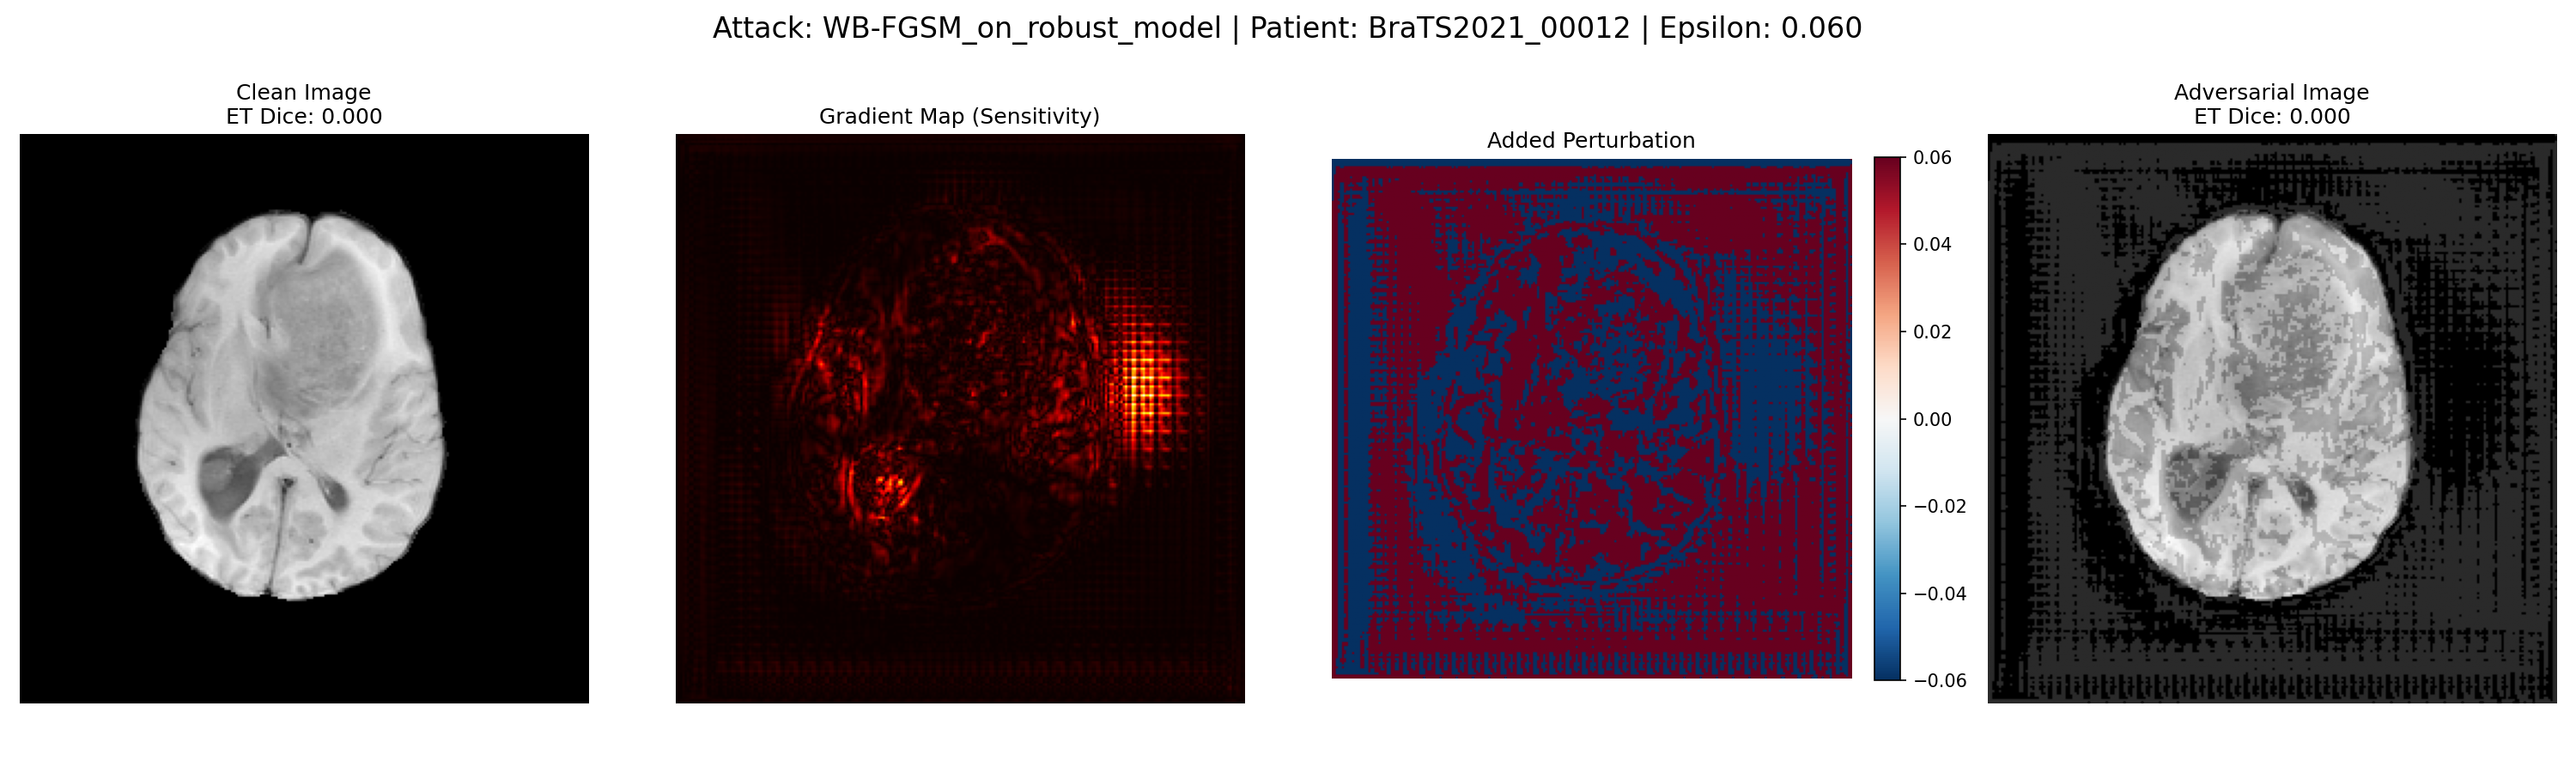 Attack: WB-FGSM_on_robust_model | Patient: BraTS2021_00012 | Epsilon: 0.060
Clean Image
ET Dice: 0.000
Gradient Map (Sensitivity)
Added Perturbation
0.06
0.04
0.02
0.00
−0.02
−0.04
−0.06
Adversarial Image
ET Dice: 0.000